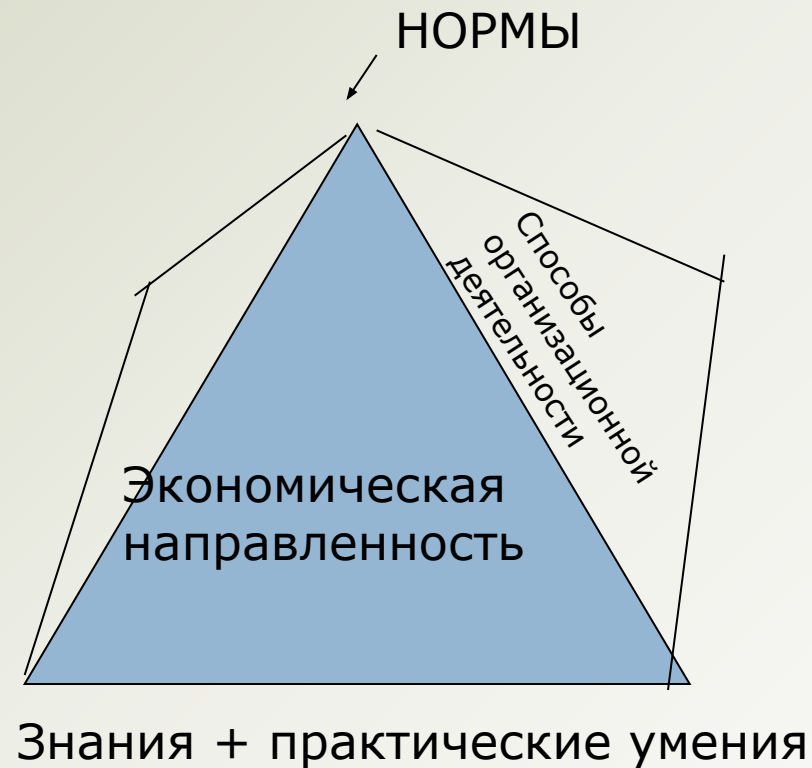 НОРМЫ
Способы
организационной
деятельности
Экономическая
направленность
Знания + практические умения